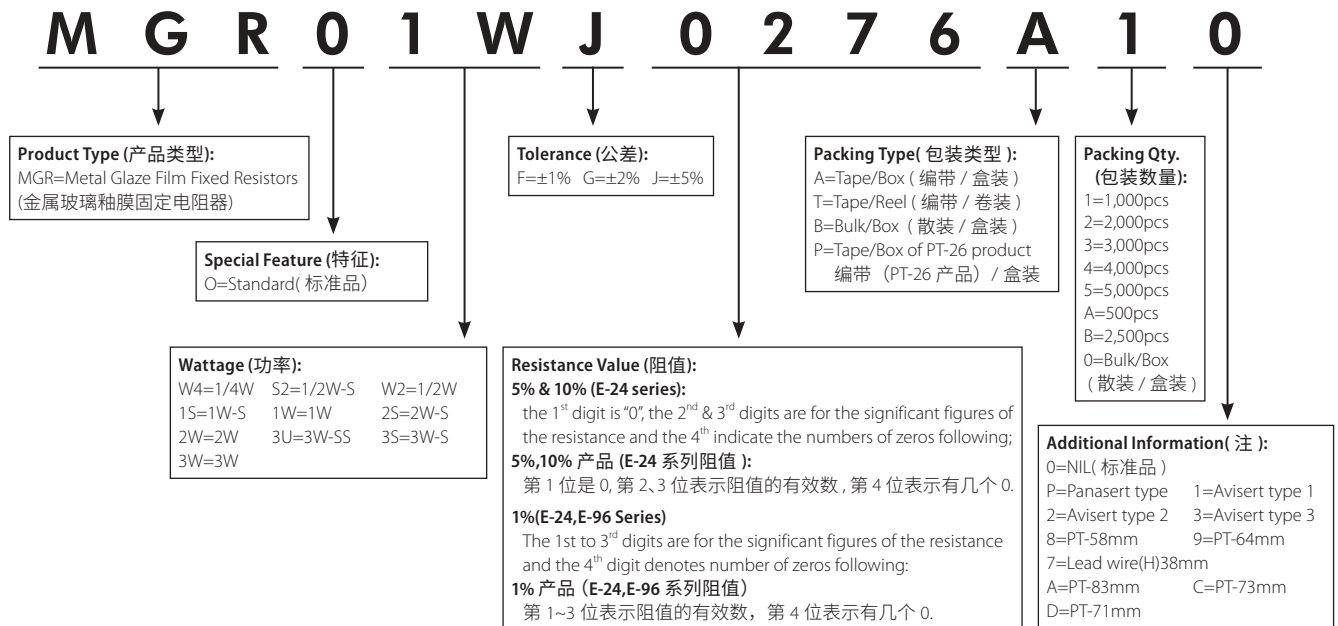 M G R 0 1 W J 0 2 7 6 A 1 0
Product Type (产品类型):
MGR=Metal Glaze Film Fixed Resistors
(金属玻璃釉膜固定电阻器)
Special Feature (特征):
O=Standard( 标准品)
Wattage (功率):
W4=1/4W S2=1/2W-S W2=1/2W
1S=1W-S 1W=1W 2S=2W-S
2W=2W 3U=3W-SS 3S=3W-S
3W=3W
Tolerance (公差):
F=±1% G=±2% J=±5%
Resistance Value (阻值):
5% & 10% (E-24 series):
the 1st digit is "0", the 2nd & 3rd digits are for the significant figures of
the resistance and the 4th indicate the numbers of zeros following;
5%,10% 产品 (E-24 系列阻值 ):
第 1 位是 0, 第 2、3 位表示阻值的有效数 , 第 4 位表示有几个 0.
1%(E-24,E-96 Series)
The 1st to 3rd digits are for the significant figures of the resistance
and the 4th digit denotes number of zeros following:
1% 产品（E-24,E-96 系列阻值）
第 1~3 位表示阻值的有效数，第 4 位表示有几个 0.
Packing Type( 包装类型 ):
A=Tape/Box ( 编带 / 盒装 )
T=Tape/Reel ( 编带 / 卷装 )
B=Bulk/Box ( 散装 / 盒装 )
P=Tape/Box of PT-26 product
编带（PT-26 产品）/ 盒装
Packing Qty.
(包装数量):
1=1,000pcs
2=2,000pcs
3=3,000pcs
4=4,000pcs
5=5,000pcs
A=500pcs
B=2,500pcs
0=Bulk/Box
( 散装 / 盒装 )
Additional Information( 注 ):
0=NIL( 标准品 )
P=Panasert type 1=Avisert type 1
2=Avisert type 2 3=Avisert type 3
8=PT-58mm 9=PT-64mm
7=Lead wire(H)38mm
A=PT-83mm C=PT-73mm
D=PT-71mm